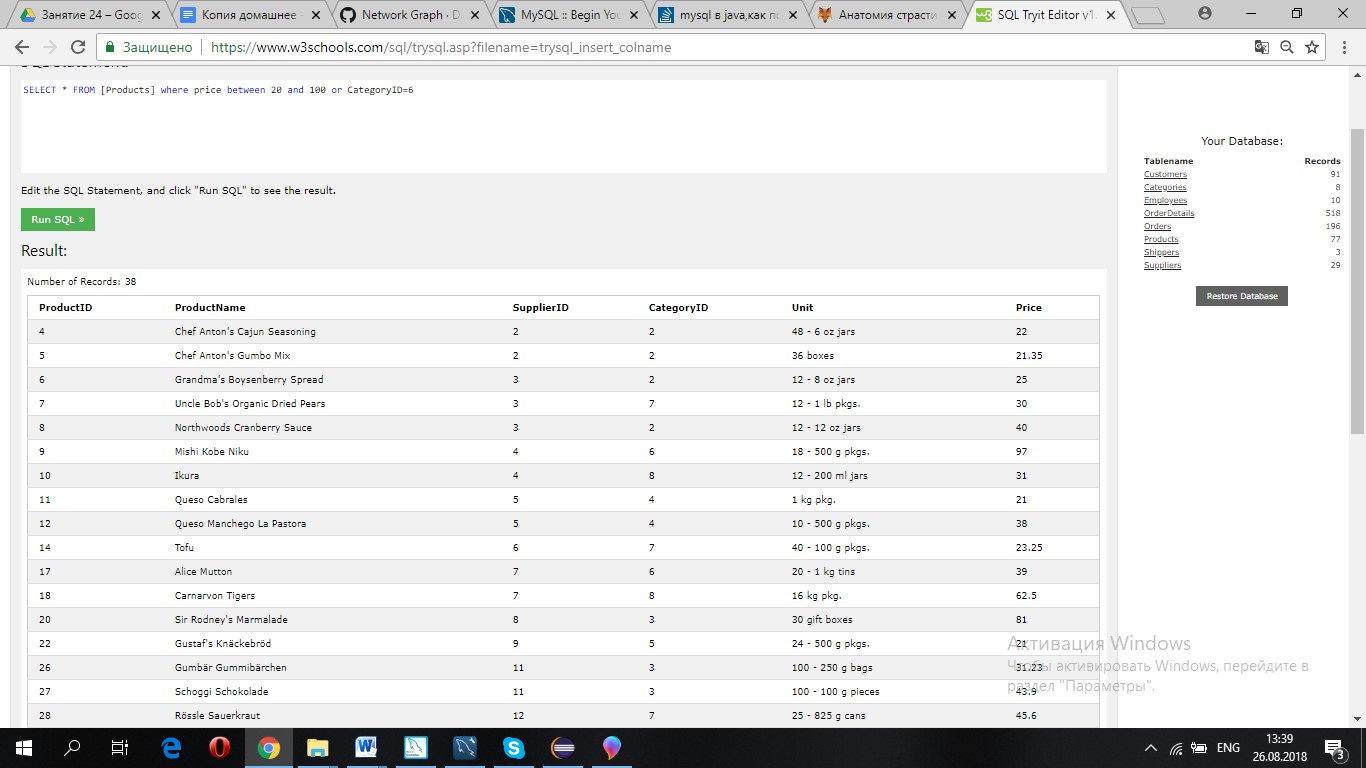 Занятие 24 – Goog
Копия домашнее
Network Graph · D
MySQL :: Begin You
mysql в java,как по
Анатомия страсти
SQL Tryit Editor v1.
Защищено
https://www.w3schools.com/sql/trysql.asp?filename=trysql_insert_colname
SQL Statement:
SELECT * FROM [Products] where price between 20 and 100 or CategoryID=6
Edit the SQL Statement, and click "Run SQL" to see the result.
Run SQL »
Result:
Number of Records: 38
ProductID ProductName SupplierID CategoryID Unit Price
4 Chef Anton's Cajun Seasoning 2 2 48 - 6 oz jars 22
5 Chef Anton's Gumbo Mix 2 2 36 boxes 21.35
6 Grandma's Boysenberry Spread 3 2 12 - 8 oz jars 25
7 Uncle Bob's Organic Dried Pears 3 7 12 - 1 lb pkgs. 30
8 Northwoods Cranberry Sauce 3 2 12 - 12 oz jars 40
9 Mishi Kobe Niku 4 6 18 - 500 g pkgs. 97
10 Ikura 4 8 12 - 200 ml jars 31
11 Queso Cabrales 5 4 1 kg pkg. 21
12 Queso Manchego La Pastora 5 4 10 - 500 g pkgs. 38
14 Tofu 6 7 40 - 100 g pkgs. 23.25
17 Alice Mutton 7 6 20 - 1 kg tins 39
18 Carnarvon Tigers 7 8 16 kg pkg. 62.5
20 Sir Rodney's Marmalade 8 3 30 gift boxes 81
22 Gustaf's Knäckebröd 9 5 24 - 500 g pkgs. 21
26 Gumbär Gummibärchen 11 3 100 - 250 g bags 31.23
27 Schoggi Schokolade 11 3 100 - 100 g pieces 43.9
28 Rössle Sauerkraut 12 7 25 - 825 g cans 45.6
Your Database:
Tablename Records
Customers 91
Categories 8
Employees 10
OrderDetails 518
Orders 196
Products 77
Shippers 3
Suppliers 29
Restore Database
Активация Windows
Чтобы активировать Windows, перейдите в
раздел "Параметры".
ENG
13:39
26.08.2018
3